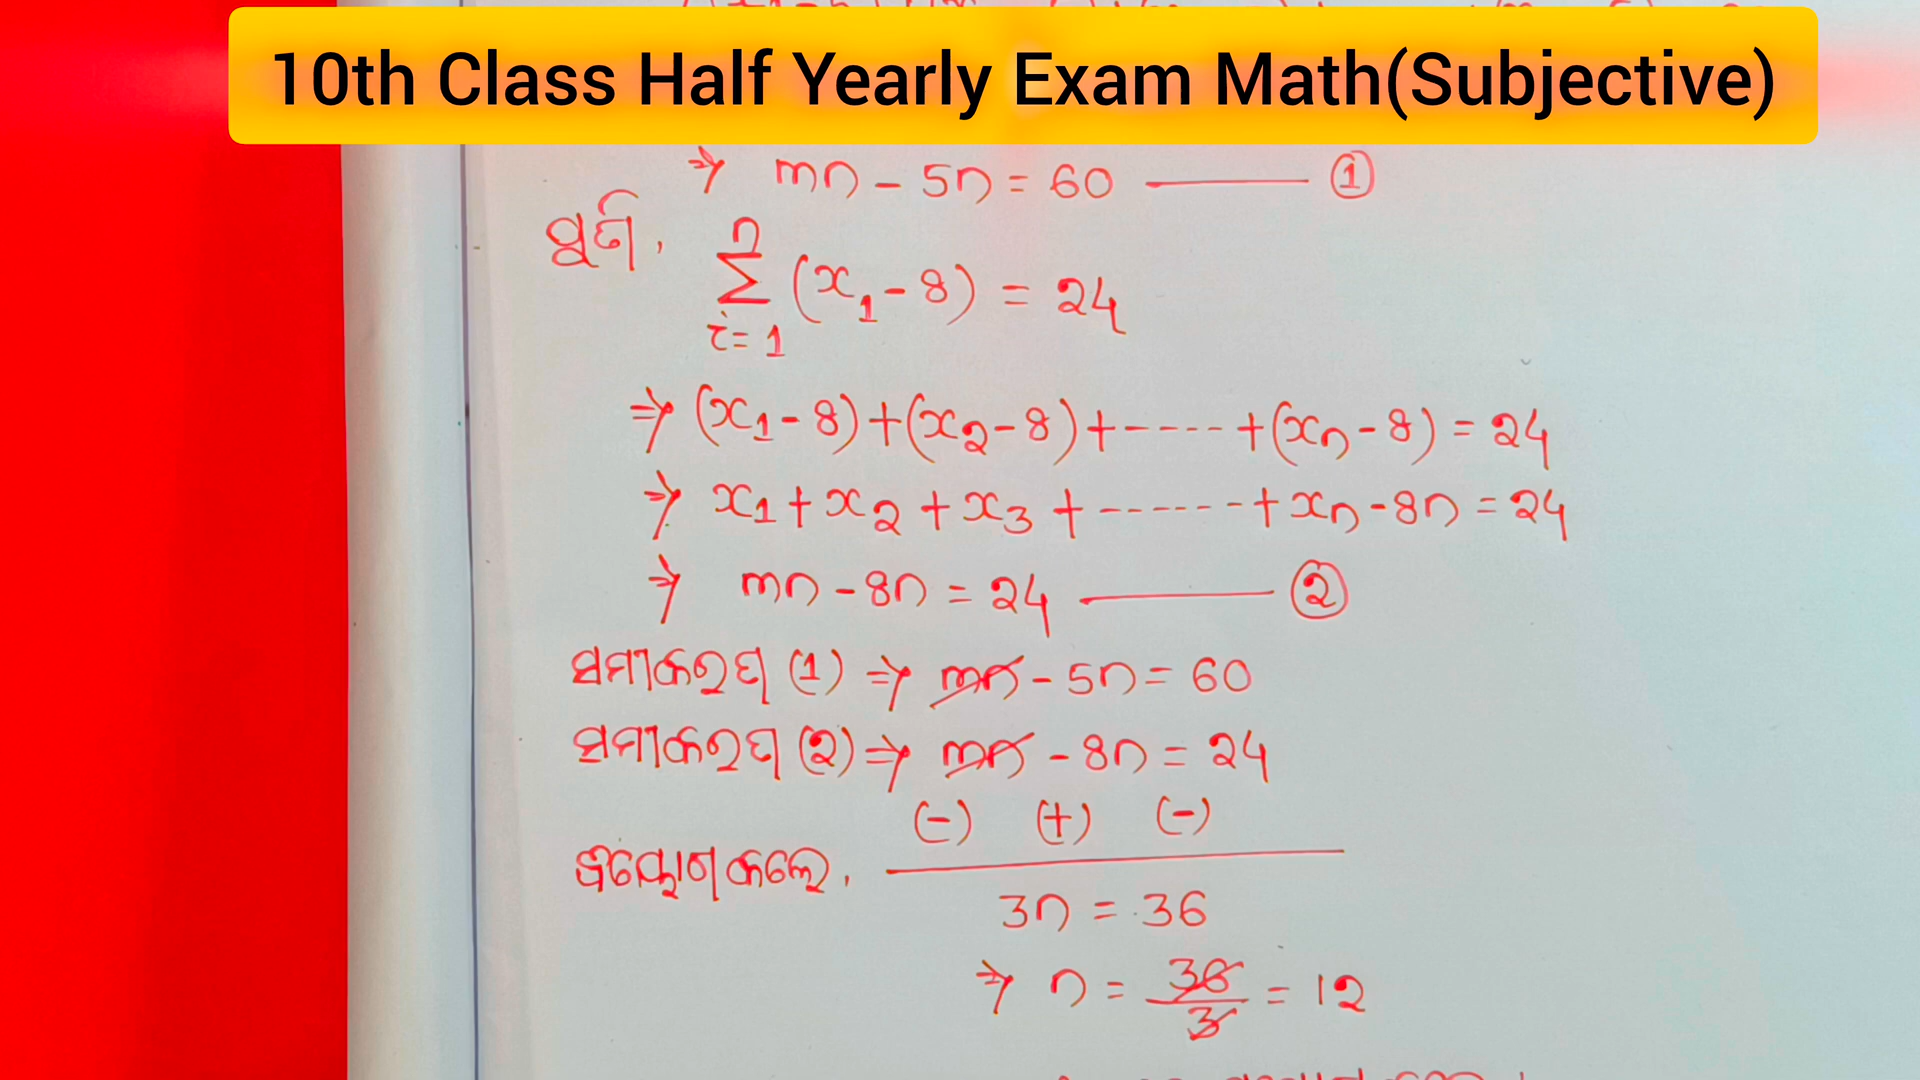 10th Class Half Yearly Exam Math(Subjective)
⇒ mn - 5n = 60 ——— ①
ପୁଣି, n
Σ (x₁ - 8) = 24
i = 1
⇒ (x₁ - 8) + (x₂ - 8) + ---- + (xₙ - 8) = 24
⇒ x₁ + x₂ + x₃ + ------ + xₙ - 8n = 24
⇒ mn - 8n = 24 ——— ②
ସମୀକରଣ (1) ⇒ mn - 5n = 60
ସମୀକରଣ (2) ⇒ mn - 8n = 24
(-) (+) (-)
ବିୟୋଗ କଲେ,
3n = 36
⇒ n = 36/3 = 12